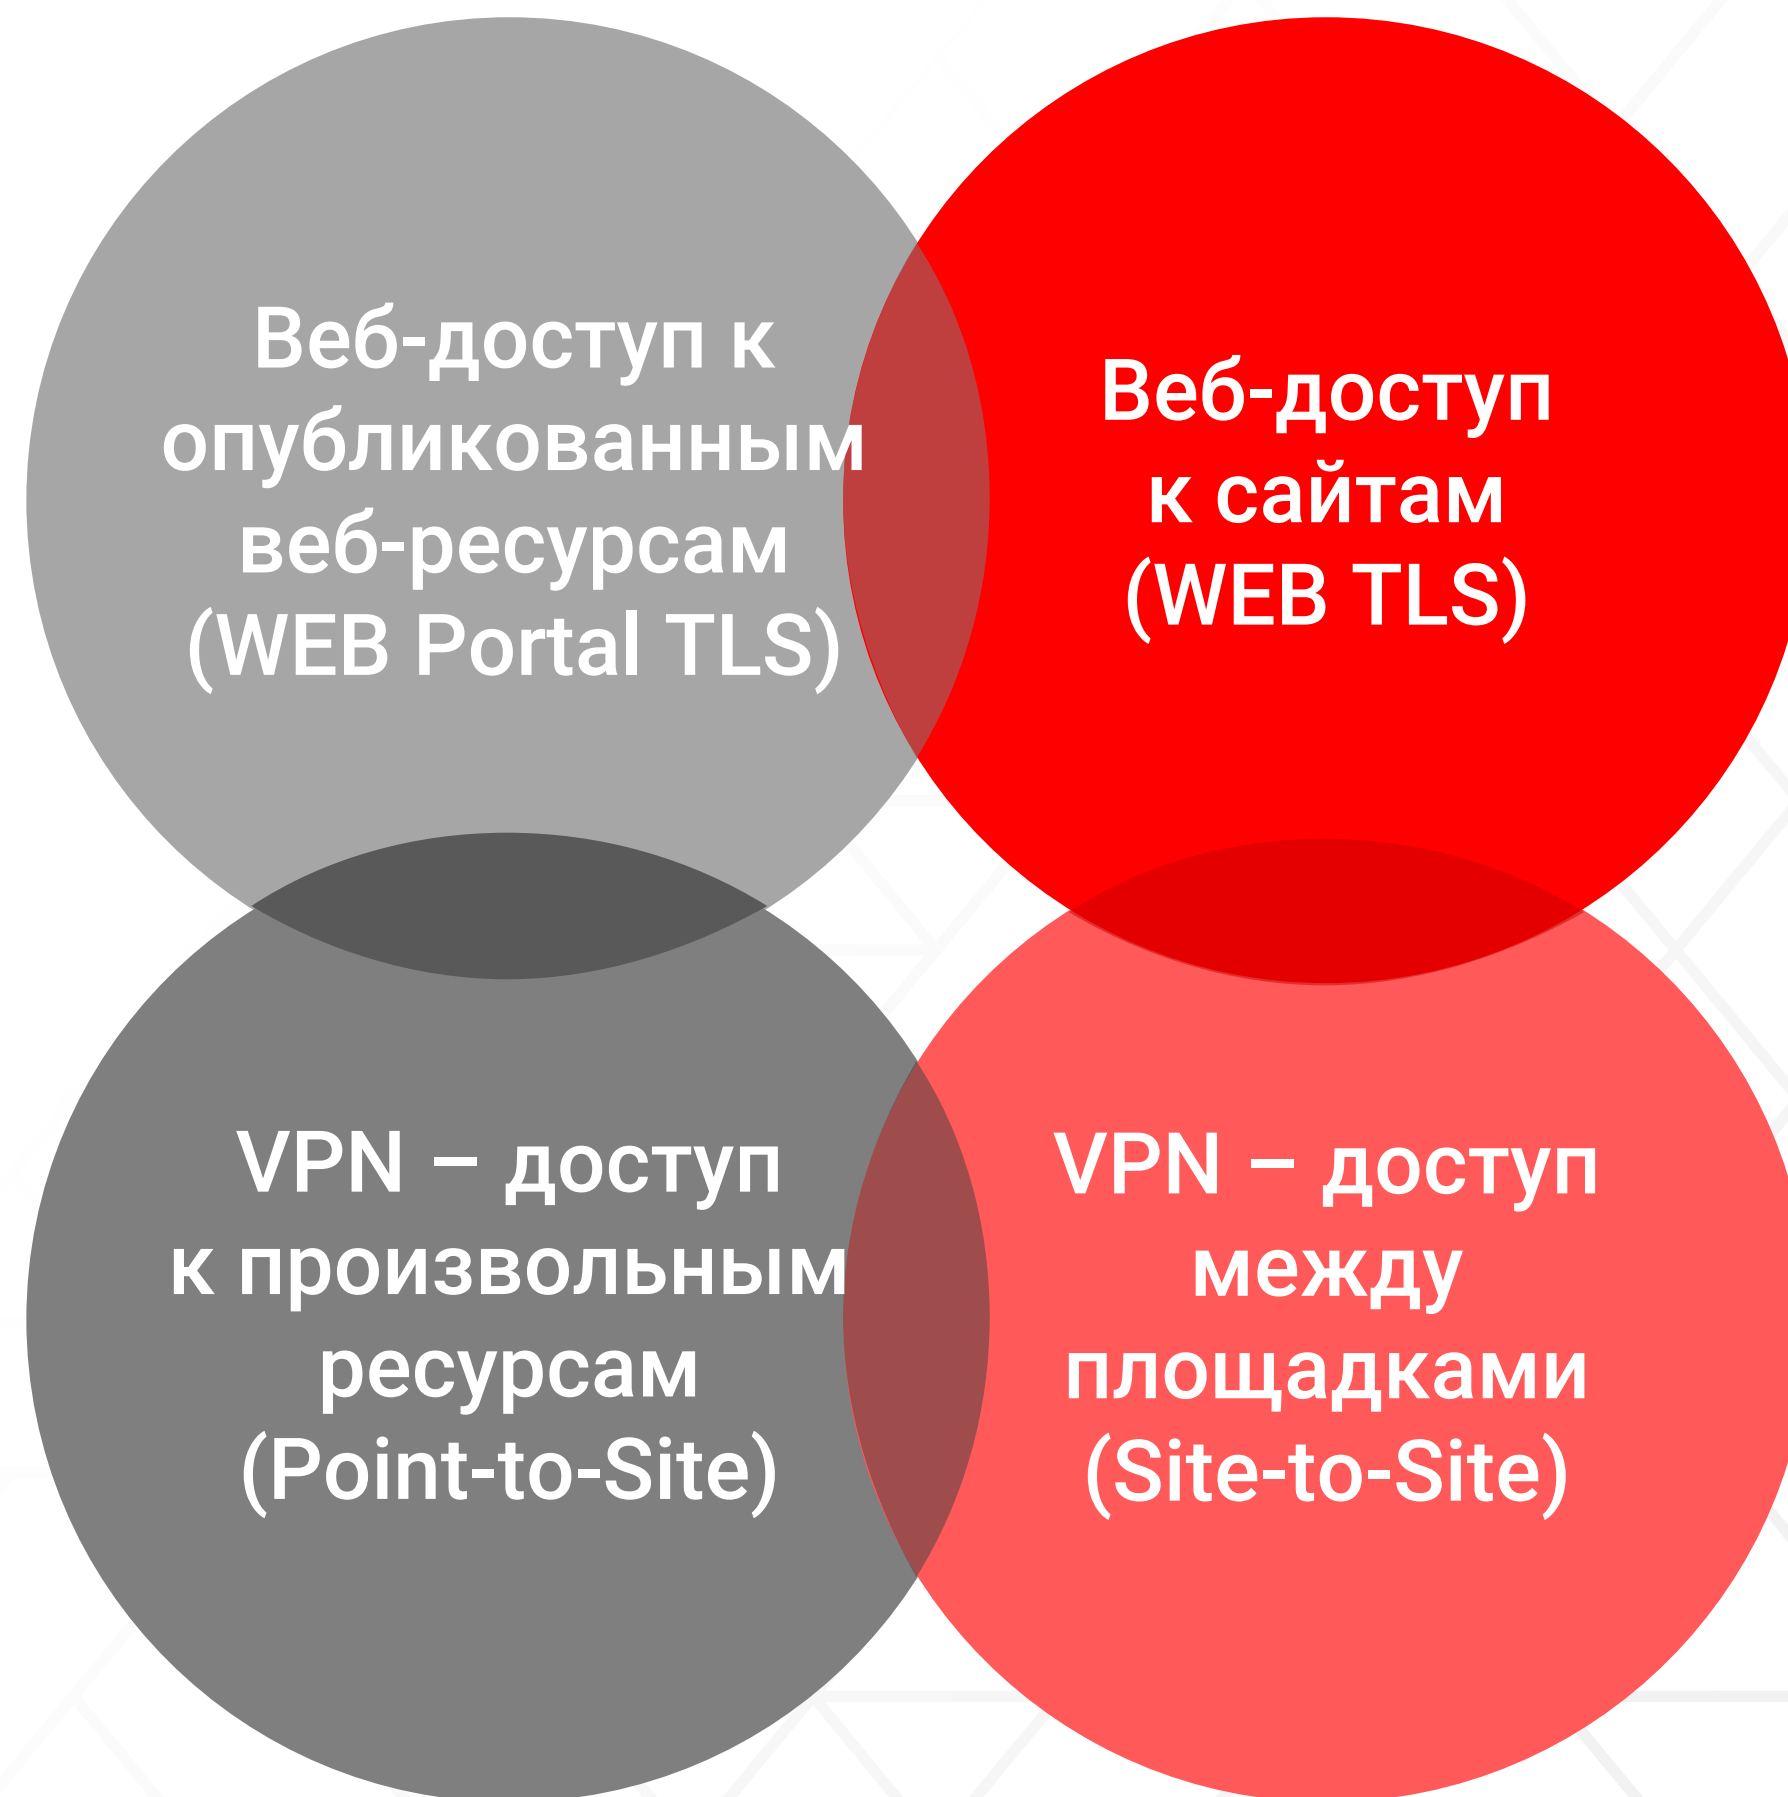 Веб-доступ к
опубликованным
веб-ресурсам
(WEB Portal TLS)
Веб-доступ
к сайтам
(WEB TLS)
VPN – доступ
к произвольным
ресурсам
(Point-to-Site)
VPN – доступ
между
площадками
(Site-to-Site)